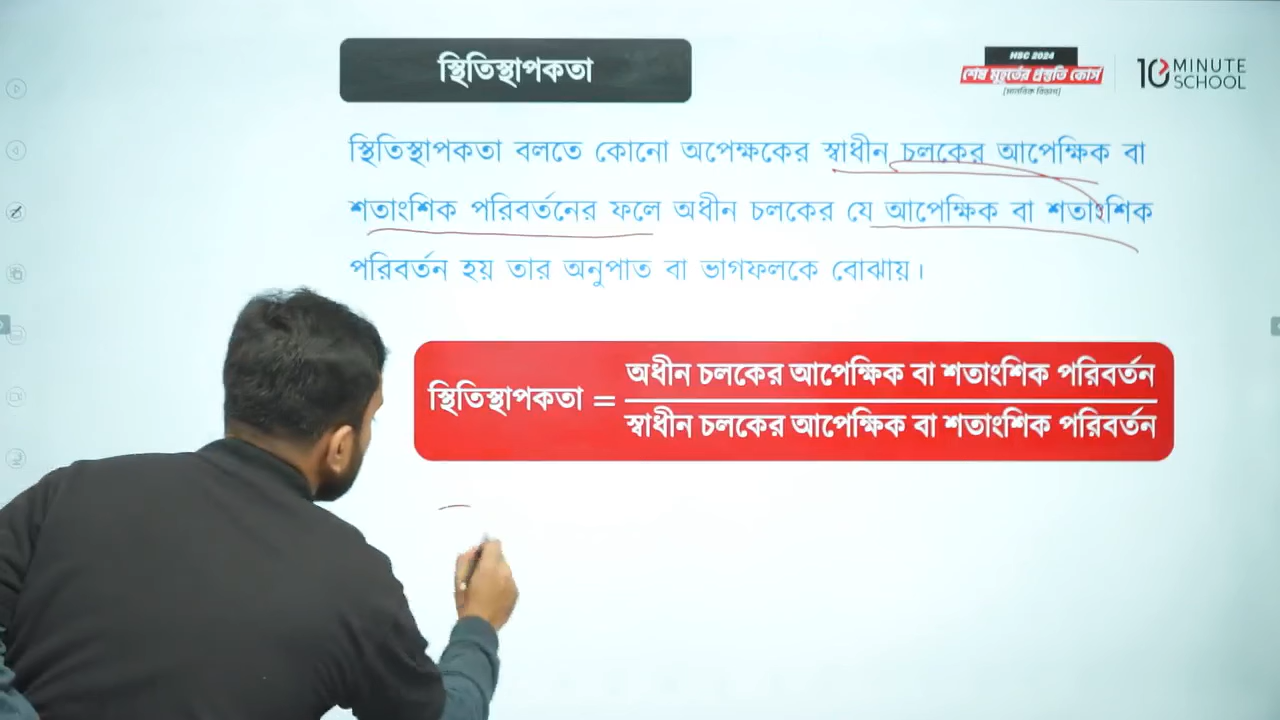 স্থিতিস্থাপকতা
HSC 2024
শেষ মুহূর্তের প্রস্তুতি কোর্স
[মানবিক বিভাগ]
10 MINUTE SCHOOL
স্থিতিস্থাপকতা বলতে কোনো অপেক্ষকের স্বাধীন চলকের আপেক্ষিক বা
শতাংশিক পরিবর্তনের ফলে অধীন চলকের যে আপেক্ষিক বা শতাংশিক
পরিবর্তন হয় তার অনুপাত বা ভাগফলকে বোঝায়।
স্থিতিস্থাপকতা = অধীন চলকের আপেক্ষিক বা শতাংশিক পরিবর্তন
স্বাধীন চলকের আপেক্ষিক বা শতাংশিক পরিবর্তন